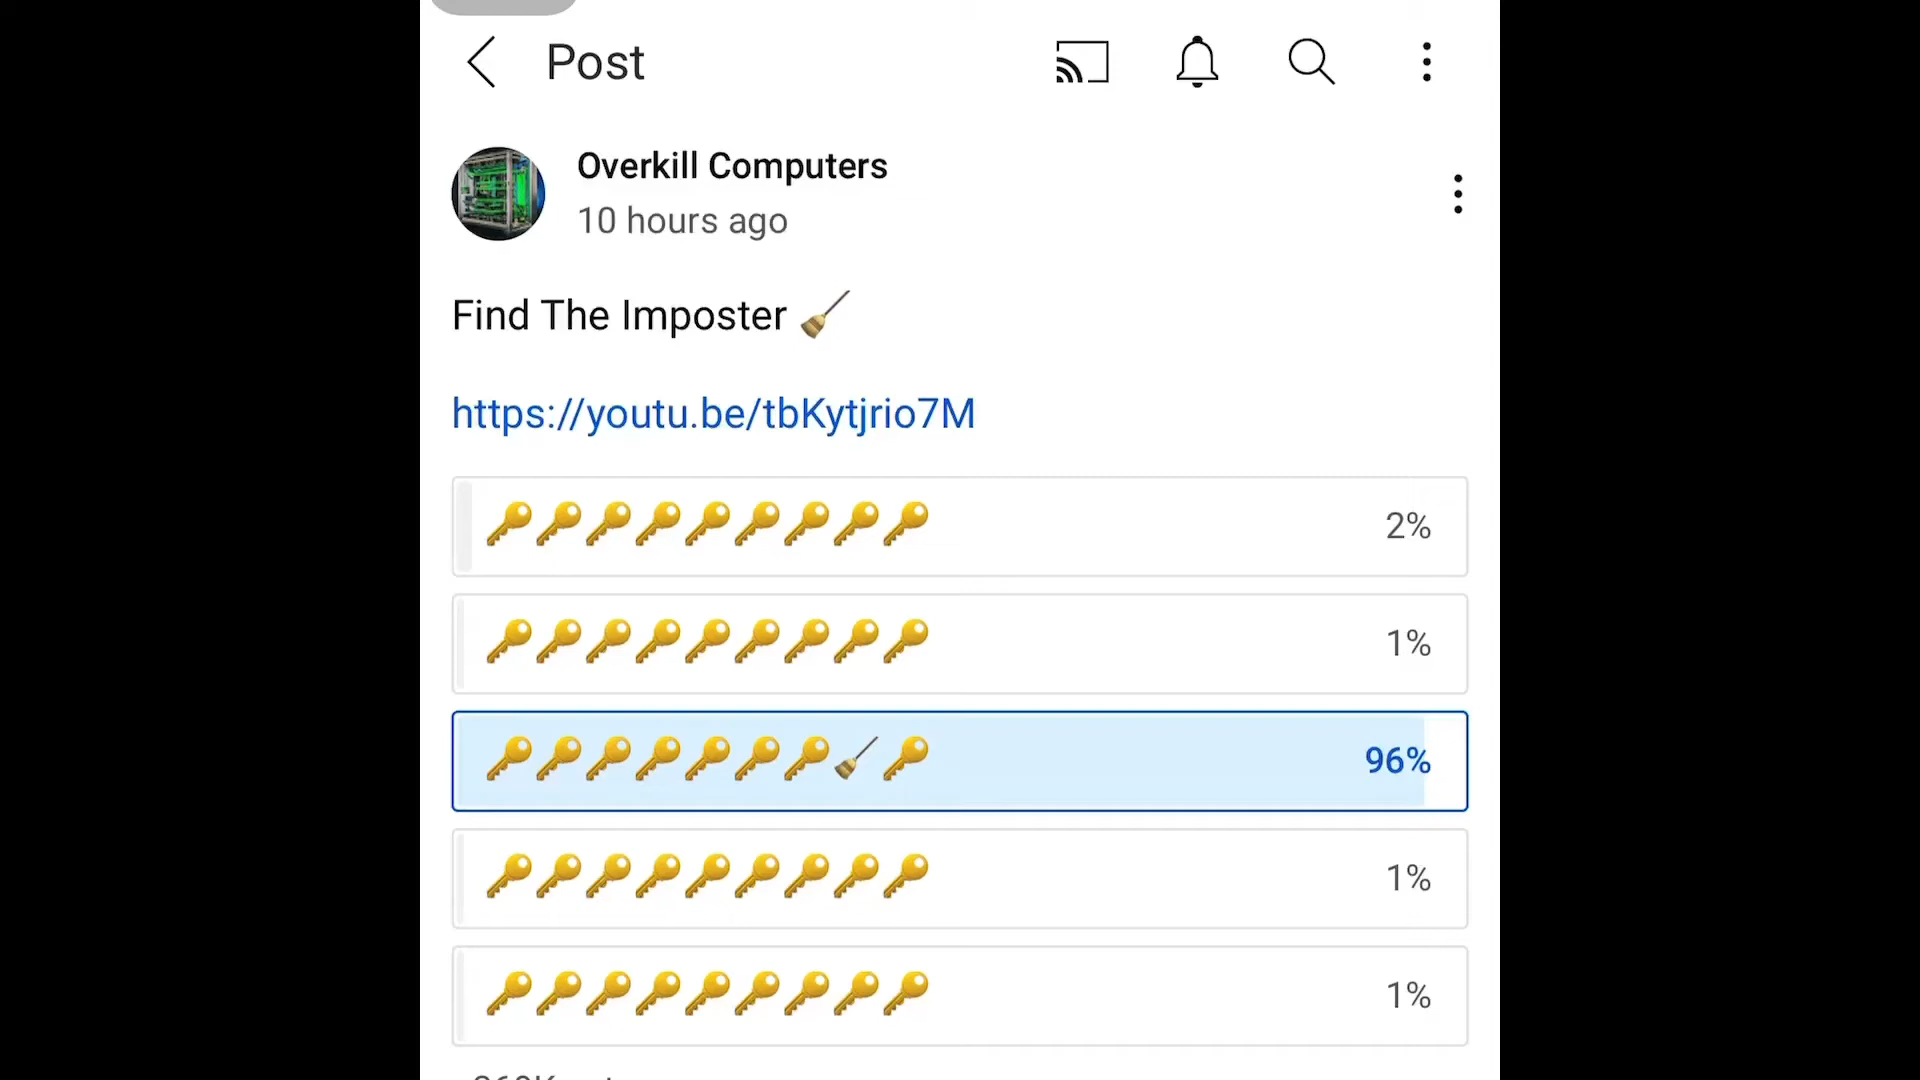 Post
Overkill Computers
10 hours ago
Find The Imposter 🧹
https://youtu.be/tbKytjrio7M
🔑🔑🔑🔑🔑🔑🔑🔑🔑 2%
🔑🔑🔑🔑🔑🔑🔑🔑🔑 1%
🔑🔑🔑🔑🔑🔑🔑🧹🔑 96%
🔑🔑🔑🔑🔑🔑🔑🔑🔑 1%
🔑🔑🔑🔑🔑🔑🔑🔑🔑 1%